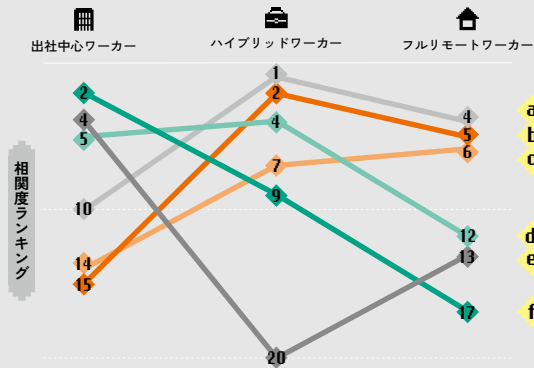 出社中心ワーカー
ハイブリッドワーカー
フルリモートワーカー
相関度ランキング
1
2
2
4
4
4
5
5
6
7
9
10
12
13
14
15
17
20
a
b
d
e
f